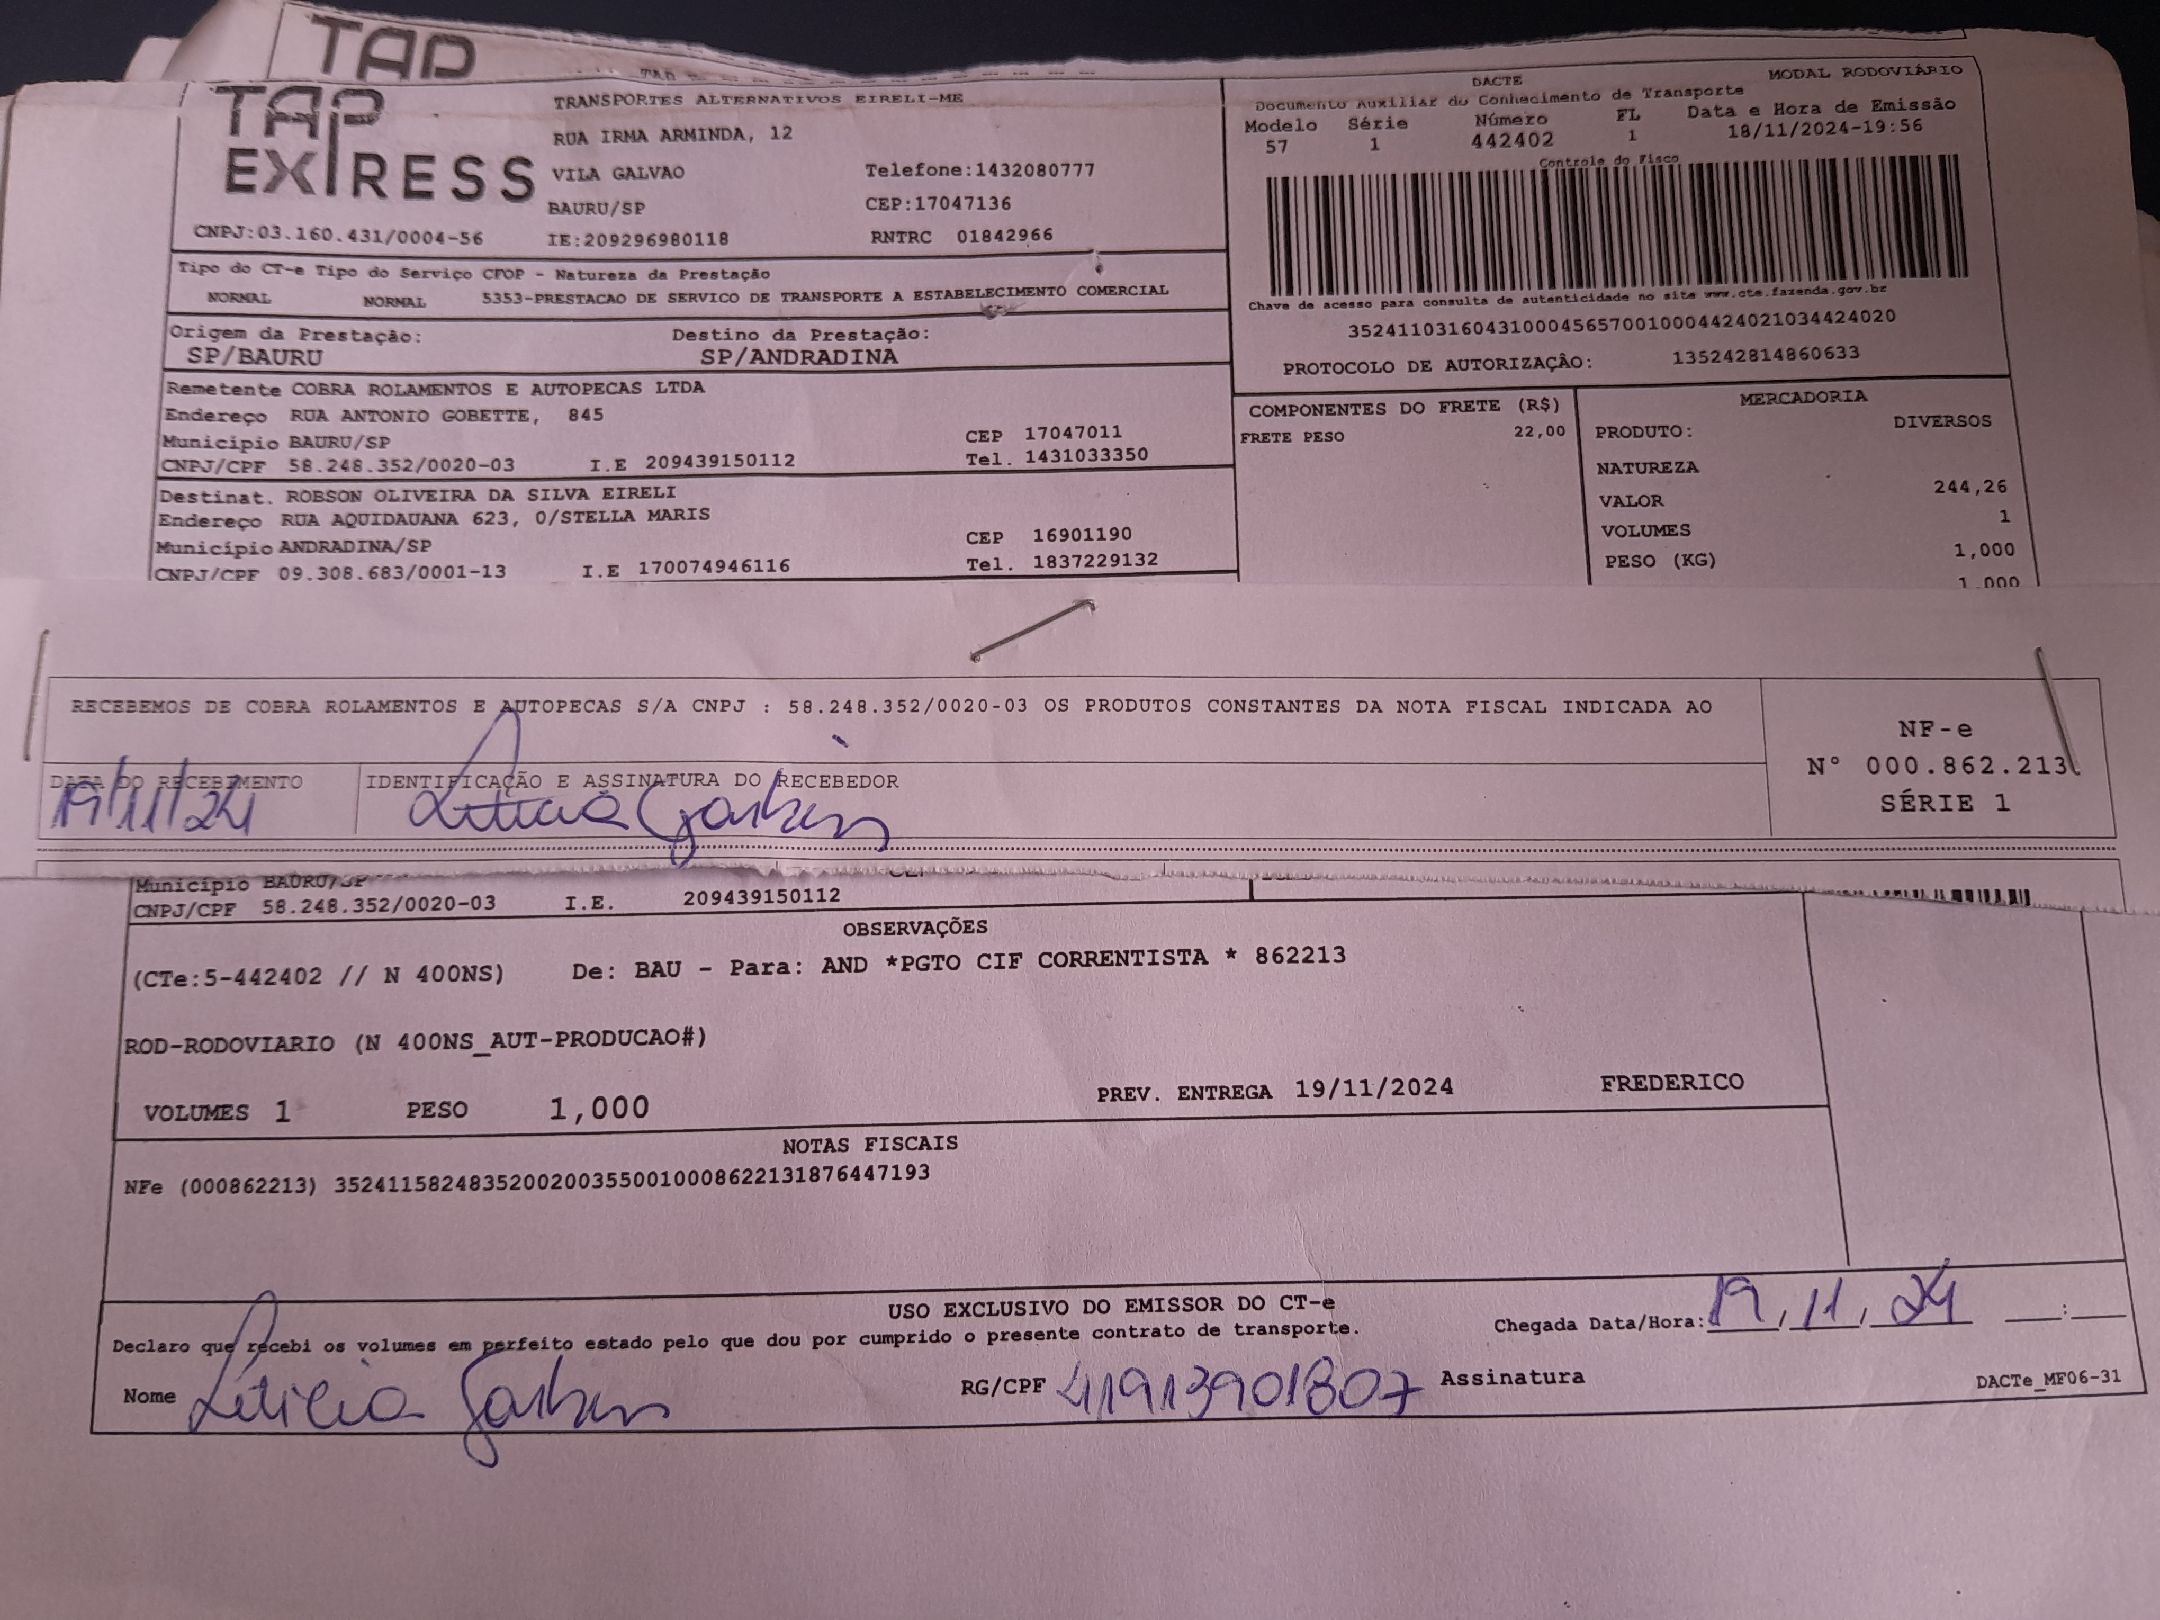 TAP
TAP EXPRESS
TRANSPORTES ALTERNATIVOS EIRELI-ME
RUA IRMA ARMINDA, 12
VILA GALVAO Telefone:1432080777
BAURU/SP CEP:17047136
CNPJ:03.160.431/0004-56 IE:209296980118 RNTRC 01842966
DACTE MODAL RODOVIÁRIO
Documento Auxiliar do Conhecimento de Transporte
Modelo Série Número FL Data e Hora de Emissão
57 1 442402 1 18/11/2024-19:56
Controle do Fisco
Chave de acesso para consulta de autenticidade no site www.cte.fazenda.gov.br
35241103160431000456570010004424021034424020
PROTOCOLO DE AUTORIZAÇÃO: 135242814860633
Tipo do CT-e Tipo do Serviço CFOP - Natureza da Prestação
NORMAL NORMAL 5353-PRESTACAO DE SERVICO DE TRANSPORTE A ESTABELECIMENTO COMERCIAL
Origem da Prestação: Destino da Prestação:
SP/BAURU SP/ANDRADINA
Remetente COBRA ROLAMENTOS E AUTOPECAS LTDA
Endereço RUA ANTONIO GOBETTE, 845
Município BAURU/SP CEP 17047011
CNPJ/CPF 58.248.352/0020-03 I.E 209439150112 Tel. 1431033350
Destinat. ROBSON OLIVEIRA DA SILVA EIRELI
Endereço RUA AQUIDAUANA 623, 0/STELLA MARIS
Município ANDRADINA/SP CEP 16901190
CNPJ/CPF 09.308.683/0001-13 I.E 170074946116 Tel. 1837229132
COMPONENTES DO FRETE (R$)
FRETE PESO 22,00
MERCADORIA
PRODUTO: DIVERSOS
NATUREZA
VALOR 244,26
VOLUMES 1
PESO (KG) 1,000
1,000
RECEBEMOS DE COBRA ROLAMENTOS E AUTOPECAS S/A CNPJ : 58.248.352/0020-03 OS PRODUTOS CONSTANTES DA NOTA FISCAL INDICADA AO
NF-e
Nº 000.862.213
SÉRIE 1
DATA DO RECEBIMENTO IDENTIFICAÇÃO E ASSINATURA DO RECEBEDOR
19/11/24 Leticia
Município BAURU/SP
CNPJ/CPF 58.248.352/0020-03 I.E. 209439150112
OBSERVAÇÕES
(CTe:5-442402 // N 400NS) De: BAU - Para: AND *PGTO CIF CORRENTISTA * 862213
ROD-RODOVIARIO (N 400NS_AUT-PRODUCAO#)
VOLUMES 1 PESO 1,000 PREV. ENTREGA 19/11/2024 FREDERICO
NOTAS FISCAIS
NFe (000862213) 35241158248352002003550010008622131876447193
USO EXCLUSIVO DO EMISSOR DO CT-e
Declaro que recebi os volumes em perfeito estado pelo que dou por cumprido o presente contrato de transporte. Chegada Data/Hora: 19, 11, 24 :
Nome Leticia RG/CPF 41913901807 Assinatura
DACTe_MF06-31